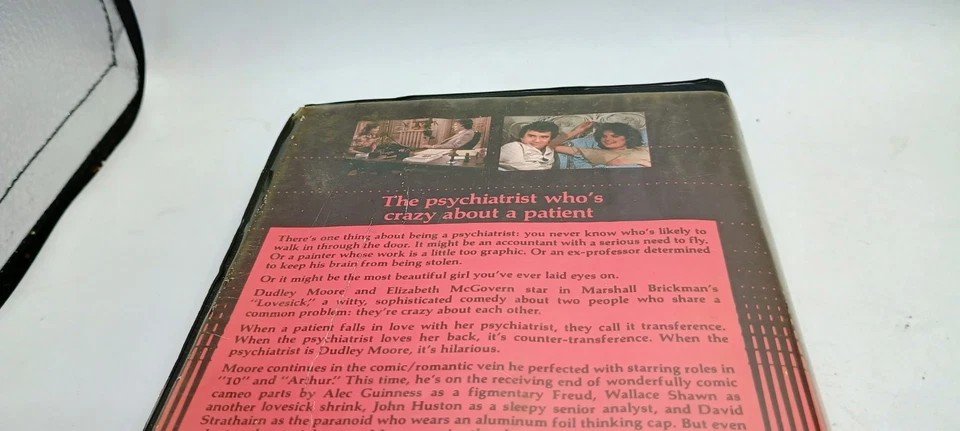 The psychiatrist who's
crazy about a patient
There's one thing about being a psychiatrist: you never know who's likely to
walk in through the door. It might be an accountant with a serious need to fly.
Or a painter whose work is a little too graphic. Or an ex-professor determined
to keep his brain from being stolen.
Or it might be the most beautiful girl you've ever laid eyes on.
Dudley Moore and Elizabeth McGovern star in Marshall Brickman's
"Lovesick," a witty, sophisticated comedy about two people who share a
common problem: they're crazy about each other.
When a patient falls in love with her psychiatrist, they call it transference.
When the psychiatrist loves her back, it's counter-transference. When the
psychiatrist is Dudley Moore, it's hilarious.
Moore continues in the comic/romantic vein he perfected with starring roles in
"10" and "Arthur." This time, he's on the receiving end of wonderfully comic
cameo parts by Alec Guinness as a figmentary Freud, Wallace Shawn as
another lovesick shrink, John Huston as a sleepy senior analyst, and David
Strathairn as the paranoid who wears an aluminum foil thinking cap. But even